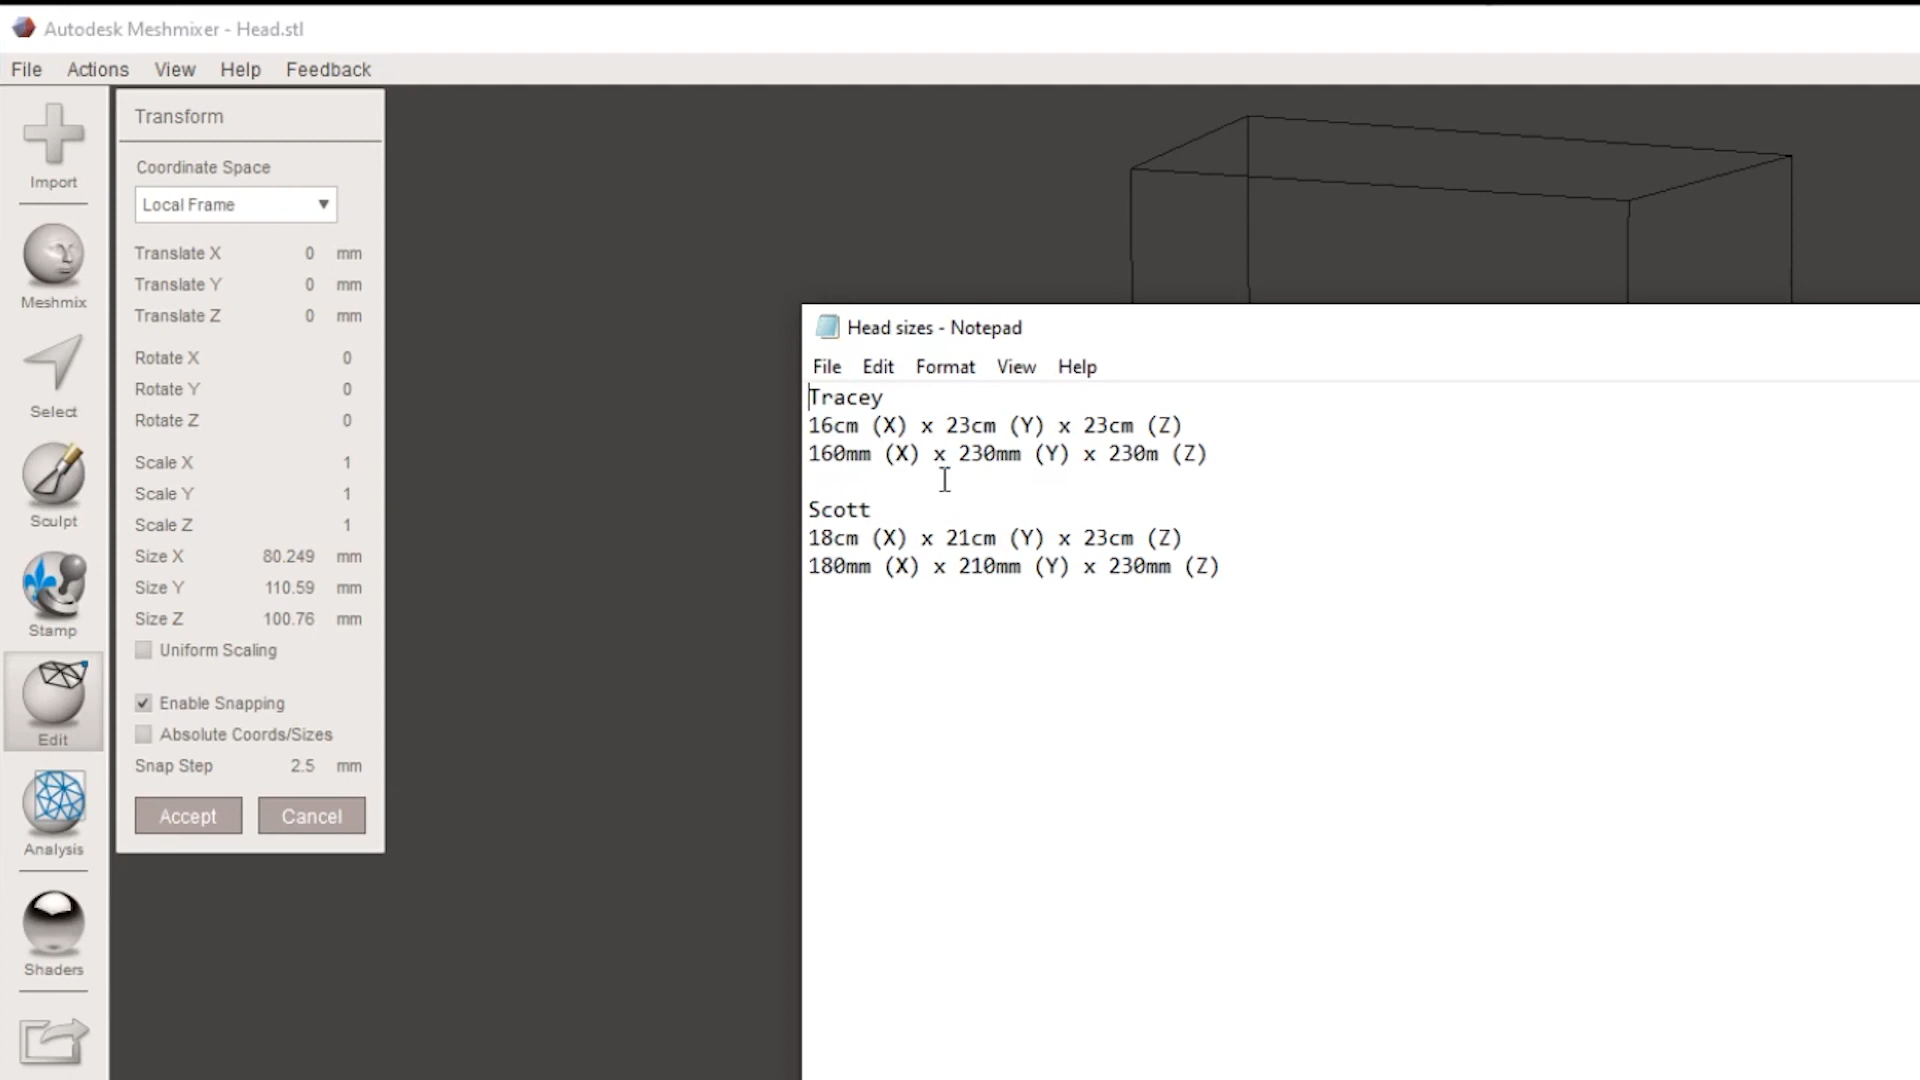 Autodesk Meshmixer - Head.stl
File Actions View Help Feedback
Import
Meshmix
Select
Sculpt
Stamp
Edit
Analysis
Shaders
Transform
Coordinate Space
Local Frame
Translate X 0 mm
Translate Y 0 mm
Translate Z 0 mm
Rotate X 0
Rotate Y 0
Rotate Z 0
Scale X 1
Scale Y 1
Scale Z 1
Size X 80.249 mm
Size Y 110.59 mm
Size Z 100.76 mm
Uniform Scaling
Enable Snapping
Absolute Coords/Sizes
Snap Step 2.5 mm
Accept Cancel
Head sizes - Notepad
File Edit Format View Help
Tracey
16cm (X) x 23cm (Y) x 23cm (Z)
160mm (X) x 230mm (Y) x 230m (Z)
Scott
18cm (X) x 21cm (Y) x 23cm (Z)
180mm (X) x 210mm (Y) x 230mm (Z)